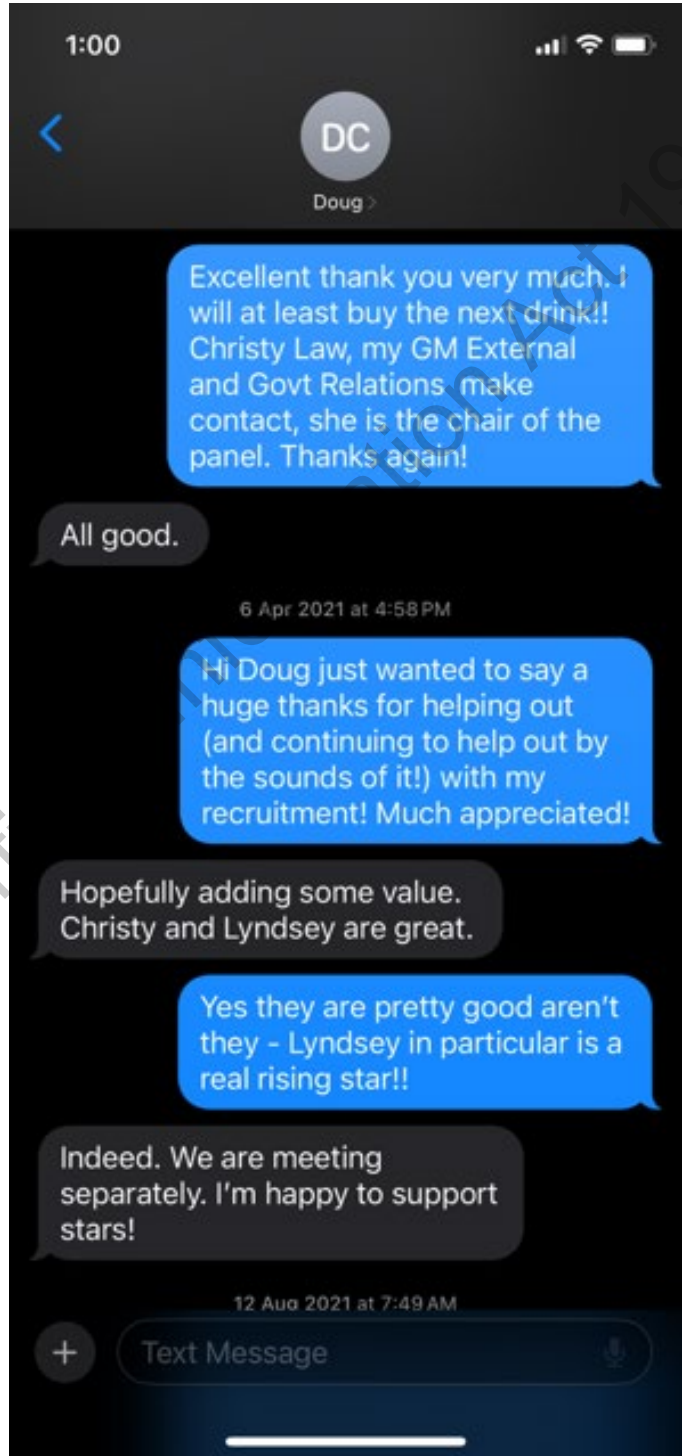 1:00
DC
Doug
Excellent thank you very much. I
will at least buy the next drink!!
Christy Law, my GM External
and Govt Relations make
contact, she is the chair of the
panel. Thanks again!
All good.
6 Apr 2021 at 4:58 PM
Hi Doug just wanted to say a
huge thanks for helping out
(and continuing to help out by
the sounds of it!) with my
recruitment! Much appreciated!
Hopefully adding some value.
Christy and Lyndsey are great.
Yes they are pretty good aren't
they - Lyndsey in particular is a
real rising star!!
Indeed. We are meeting
separately. I'm happy to support
stars!
12 Aug 2021 at 7:49 AM
Text Message